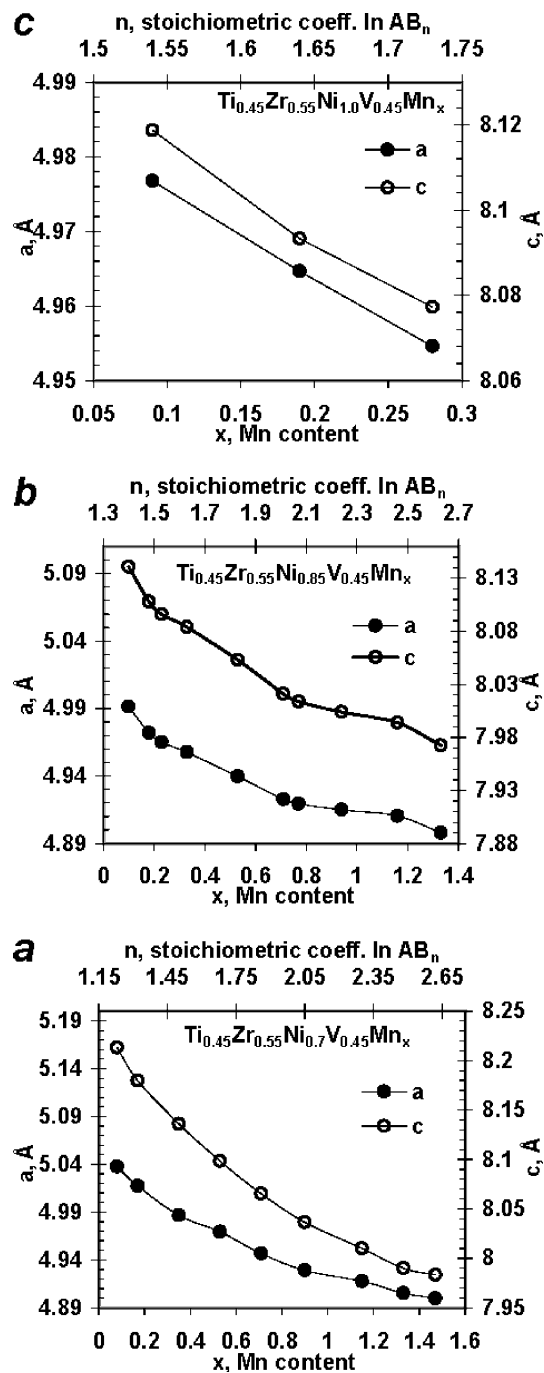 c
n, stoichiometric coeff. In ABn
1.5 1.55 1.6 1.65 1.7 1.75
4.99
4.98
4.97
4.96
4.95
a, Å
Ti0.45Zr0.55Ni1.0V0.45Mnx
a
c
8.12
8.1
8.08
8.06
c, Å
0.05 0.1 0.15 0.2 0.25 0.3
x, Mn content
b
n, stoichiometric coeff. In ABn
1.3 1.5 1.7 1.9 2.1 2.3 2.5 2.7
5.09
5.04
4.99
4.94
4.89
a, Å
Ti0.45Zr0.55Ni0.85V0.45Mnx
a
c
8.13
8.08
8.03
7.98
7.93
7.88
c, Å
0 0.2 0.4 0.6 0.8 1 1.2 1.4
x, Mn content
a
n, stoichiometric coeff. In ABn
1.15 1.45 1.75 2.05 2.35 2.65
5.19
5.14
5.09
5.04
4.99
4.94
4.89
a, Å
Ti0.45Zr0.55Ni0.7V0.45Mnx
a
c
8.25
8.2
8.15
8.1
8.05
8
7.95
c, Å
0 0.2 0.4 0.6 0.8 1 1.2 1.4 1.6
x, Mn content